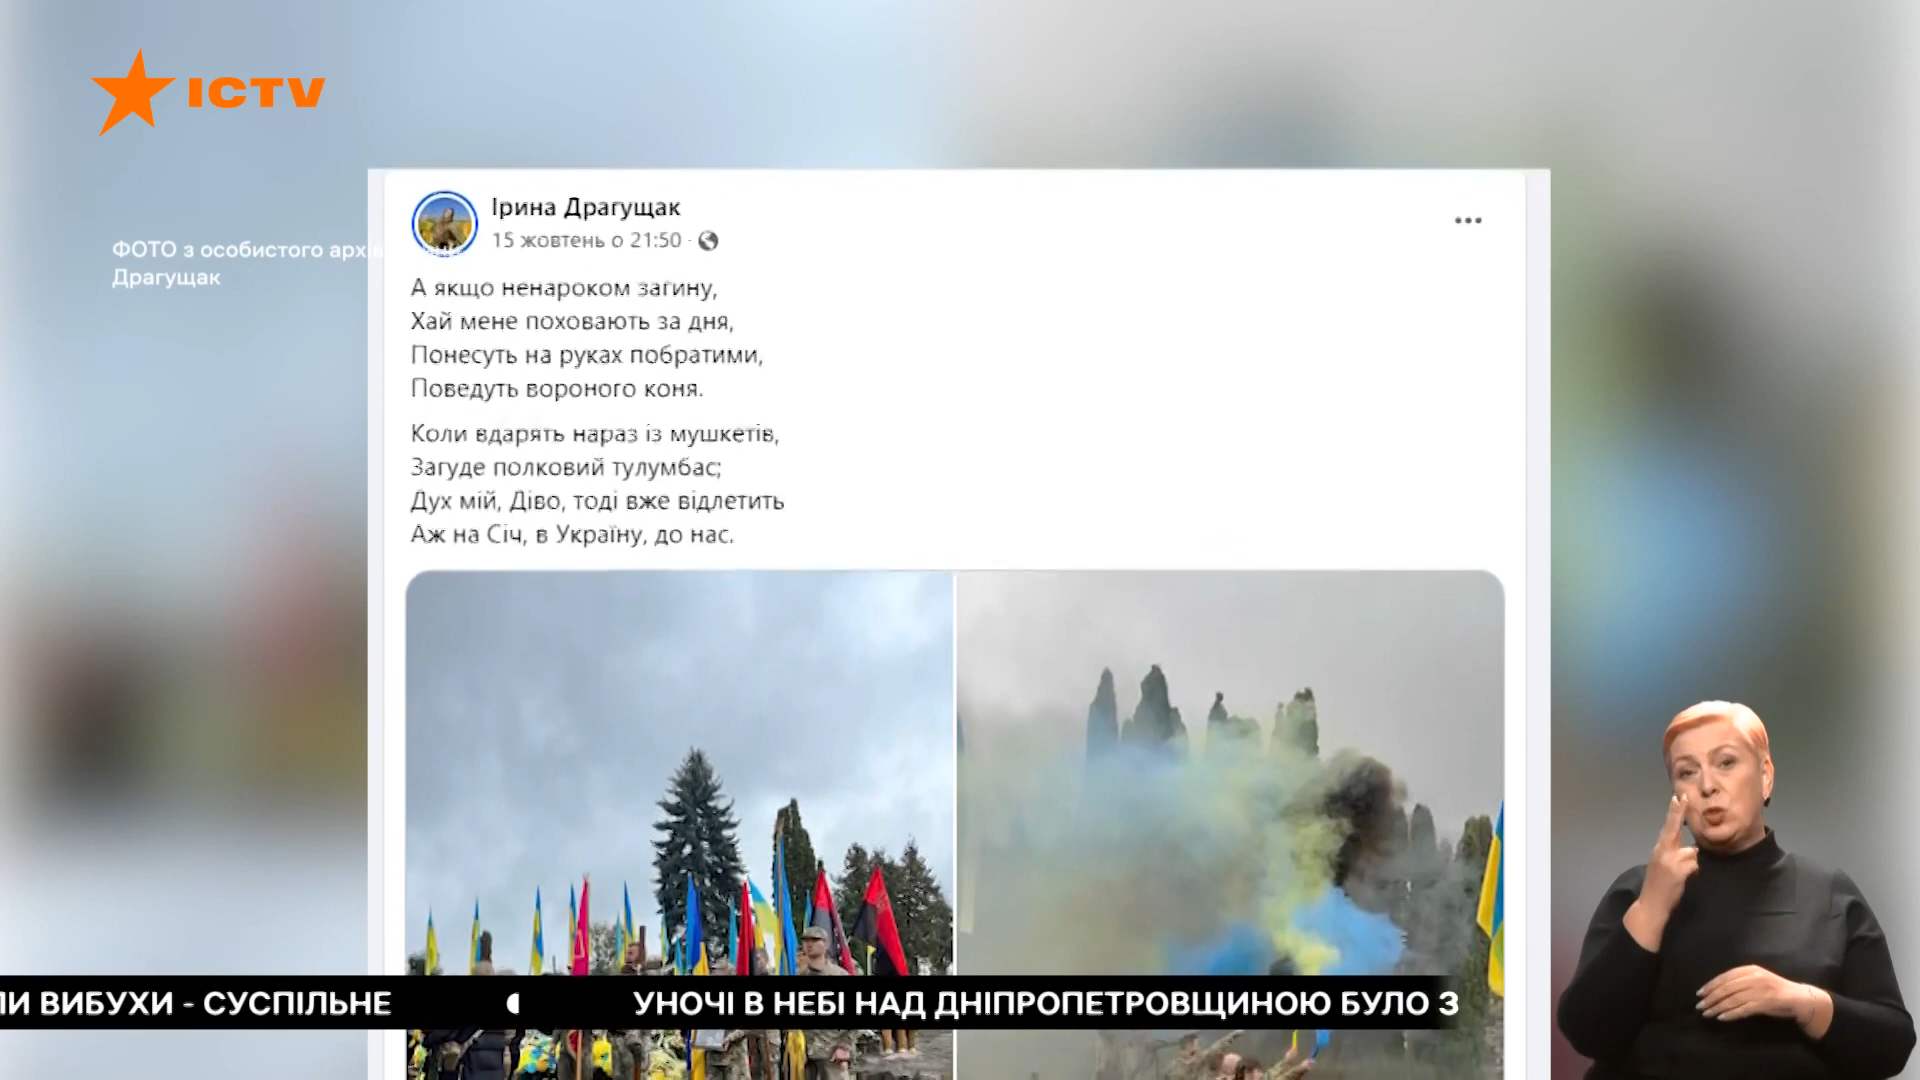 ICTV
Ірина Драгущак
15 жовтень о 21:50
ФОТО з особистого
Драгущак
А якщо ненароком загину,
Хай мене поховають за дня,
Понесуть на руках побратими,
Поведуть вороного коня.
Коли вдарять нараз із мушкетів,
Загуде полковий тулумбас;
Дух мій, Діво, тоді вже відлетить
Аж на Січ, в Україну, до нас.
ЛИ ВИБУХИ - СУСПІЛЬНЕ
УНОЧІ В НЕБІ НАД ДНІПРОПЕТРОВЩИНОЮ БУЛО З